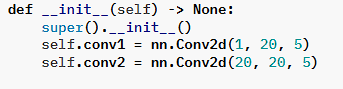 def __init__(self) -> None:
    super().__init__()
    self.conv1 = nn.Conv2d(1, 20, 5)
    self.conv2 = nn.Conv2d(20, 20, 5)